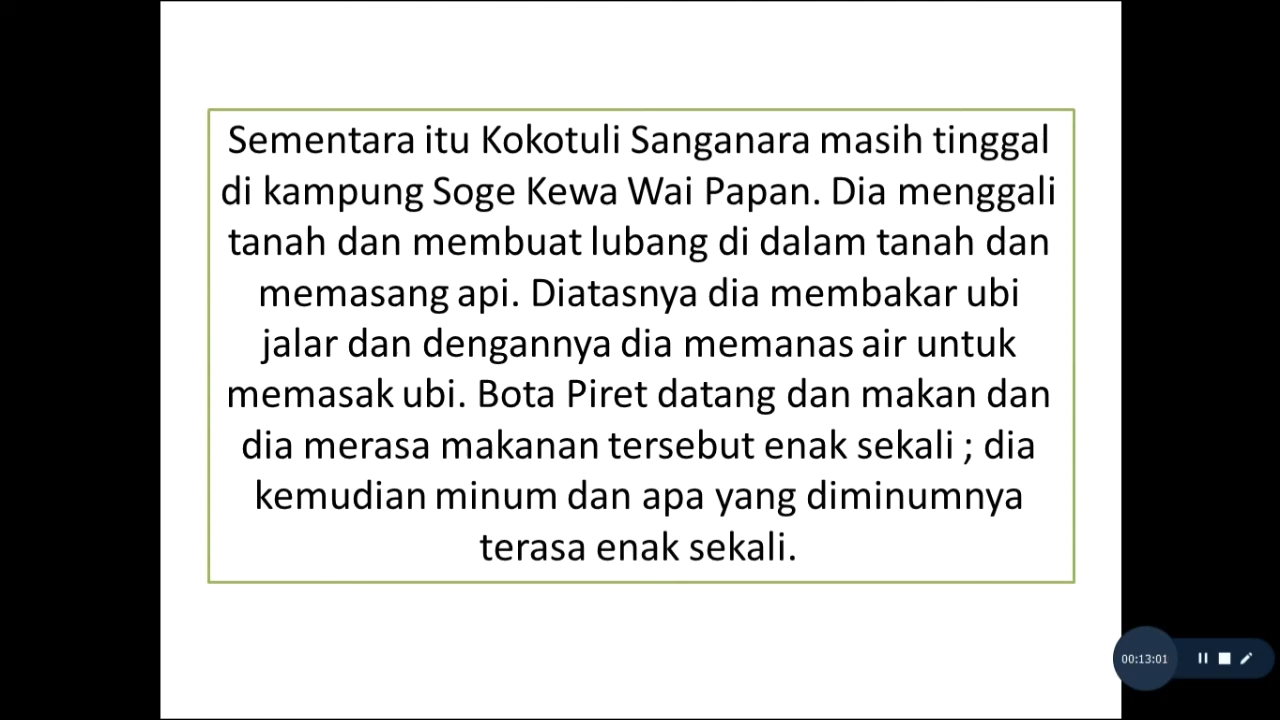 Sementara itu Kokotuli Sanganara masih tinggal
di kampung Soge Kewa Wai Papan. Dia menggali
tanah dan membuat lubang di dalam tanah dan
memasang api. Diatasnya dia membakar ubi
jalar dan dengannya dia memanas air untuk
memasak ubi. Bota Piret datang dan makan dan
dia merasa makanan tersebut enak sekali ; dia
kemudian minum dan apa yang diminumnya
terasa enak sekali.
00:13:01